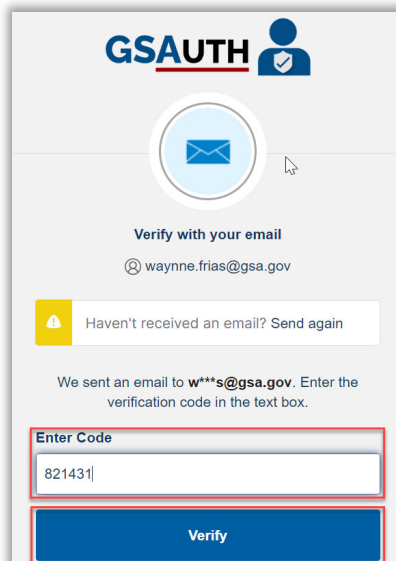 GSAUTH
Verify with your email
waynne.frias@gsa.gov
Haven't received an email? Send again
We sent an email to w***s@gsa.gov. Enter the
verification code in the text box.
Enter Code
821431
Verify